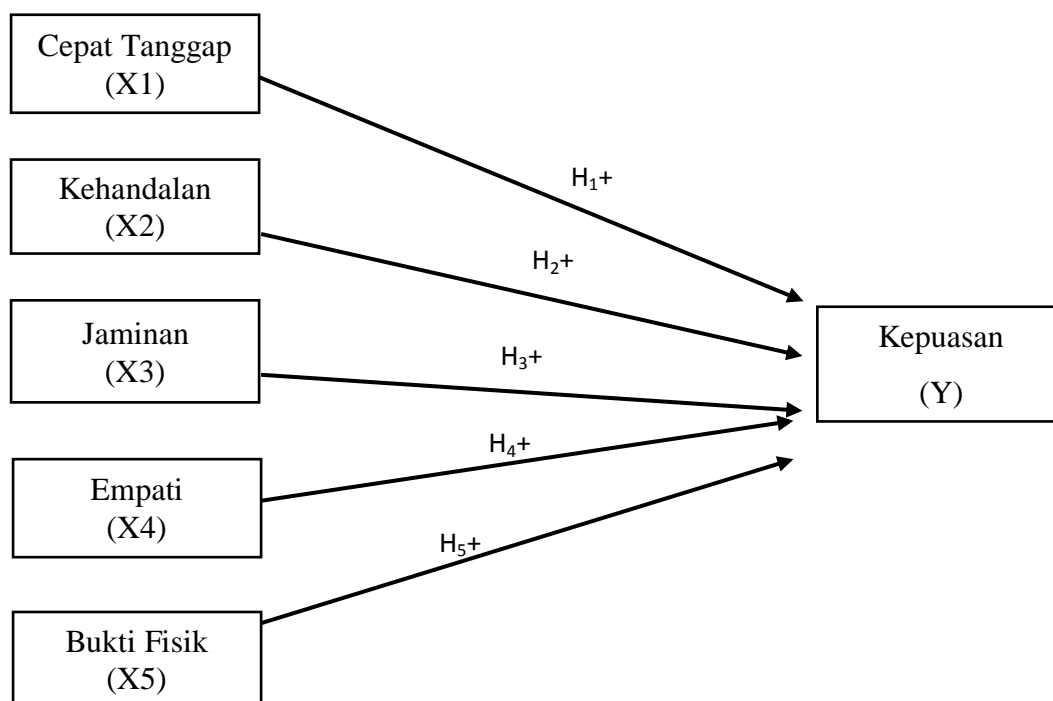 Cepat Tanggap
(X1)
H₁+
Kehandalan
(X2)
H₂+
Jaminan
(X3)
H₃+
Kepuasan
(Y)
Empati
(X4)
H₄+
Bukti Fisik
(X5)
H₅+